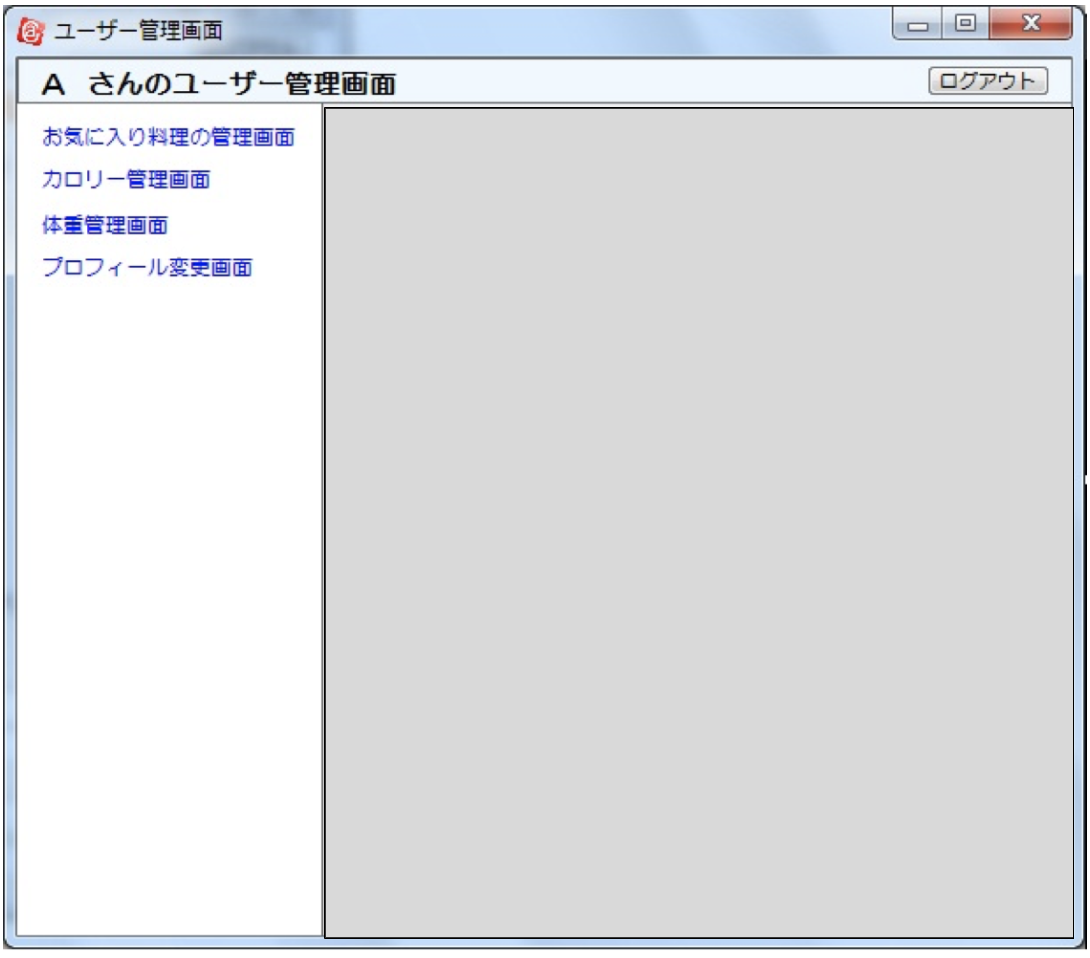 ユーザー管理画面
A さんのユーザー管理画面
ログアウト
お気に入り料理の管理画面
カロリー管理画面
体重管理画面
プロフィール変更画面